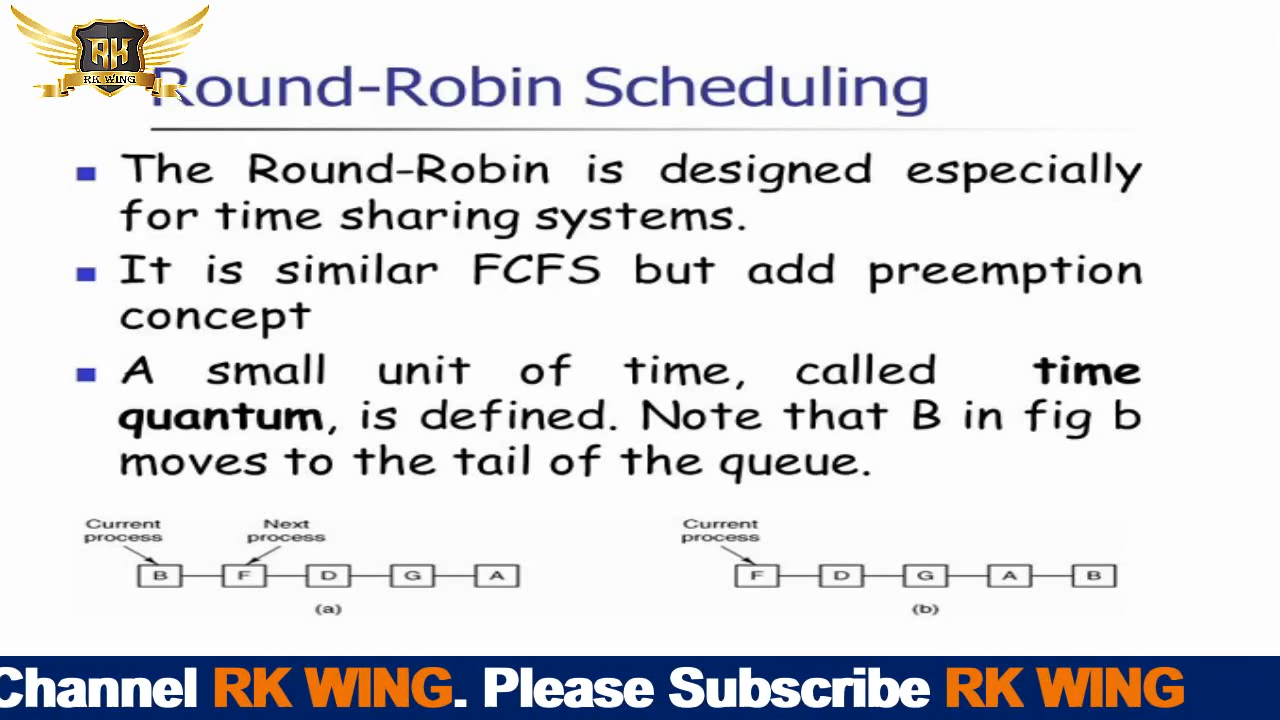 RK
RK WING
Round-Robin Scheduling
The Round-Robin is designed especially
for time sharing systems.
It is similar FCFS but add preemption
concept
A small unit of time, called time
quantum, is defined. Note that B in fig b
moves to the tail of the queue.
Current
process
Next
process
B F D G A
(a)
Current
process
F D G A B
(b)
Channel RK WING. Please Subscribe RK WING